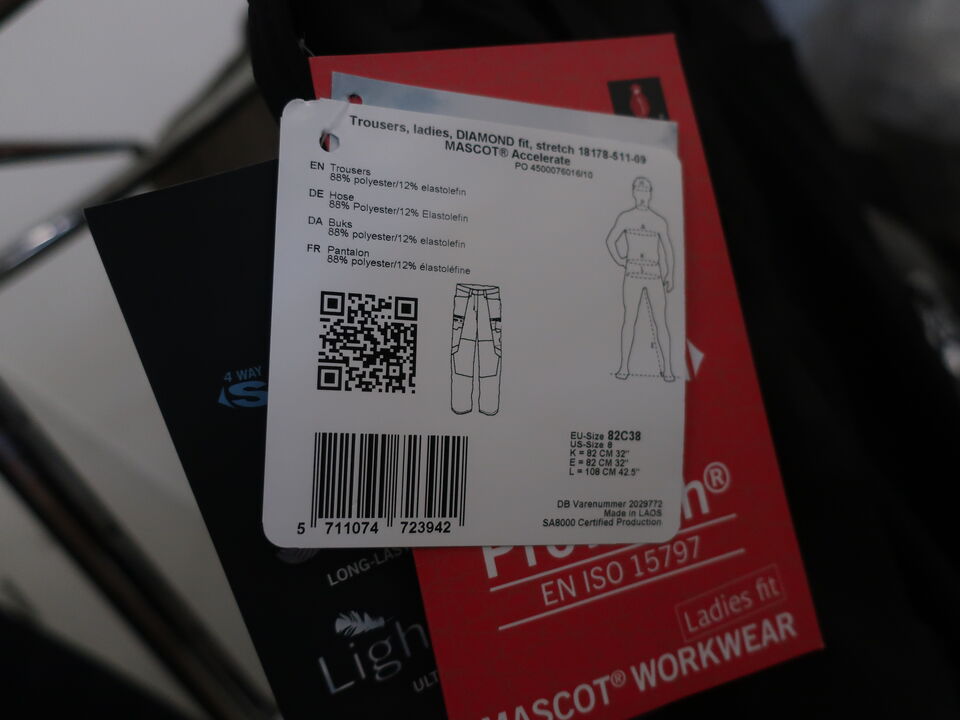 Trousers, ladies, DIAMOND fit, stretch 18178-511-09
MASCOT® Accelerate
PO 4500076016/10
EN Trousers
88% polyester/12% elastolefin
DE Hose
88% Polyester/12% Elastolefin
DA Buks
88% polyester/12% elastolefin
FR Pantalon
88% polyester/12% élastoléfine
EU-Size 82C38
US-Size 8
K = 82 CM 32"
E = 82 CM 32"
L = 108 CM 42.5"
DB Varenummer 2029772
Made in LAOS
SA8000 Certified Production
5 711074 723942
4 WAY
S
LONG-LAS
Ligh
ULT
EN ISO 15797
Ladies fit
MASCOT® WORKWEAR